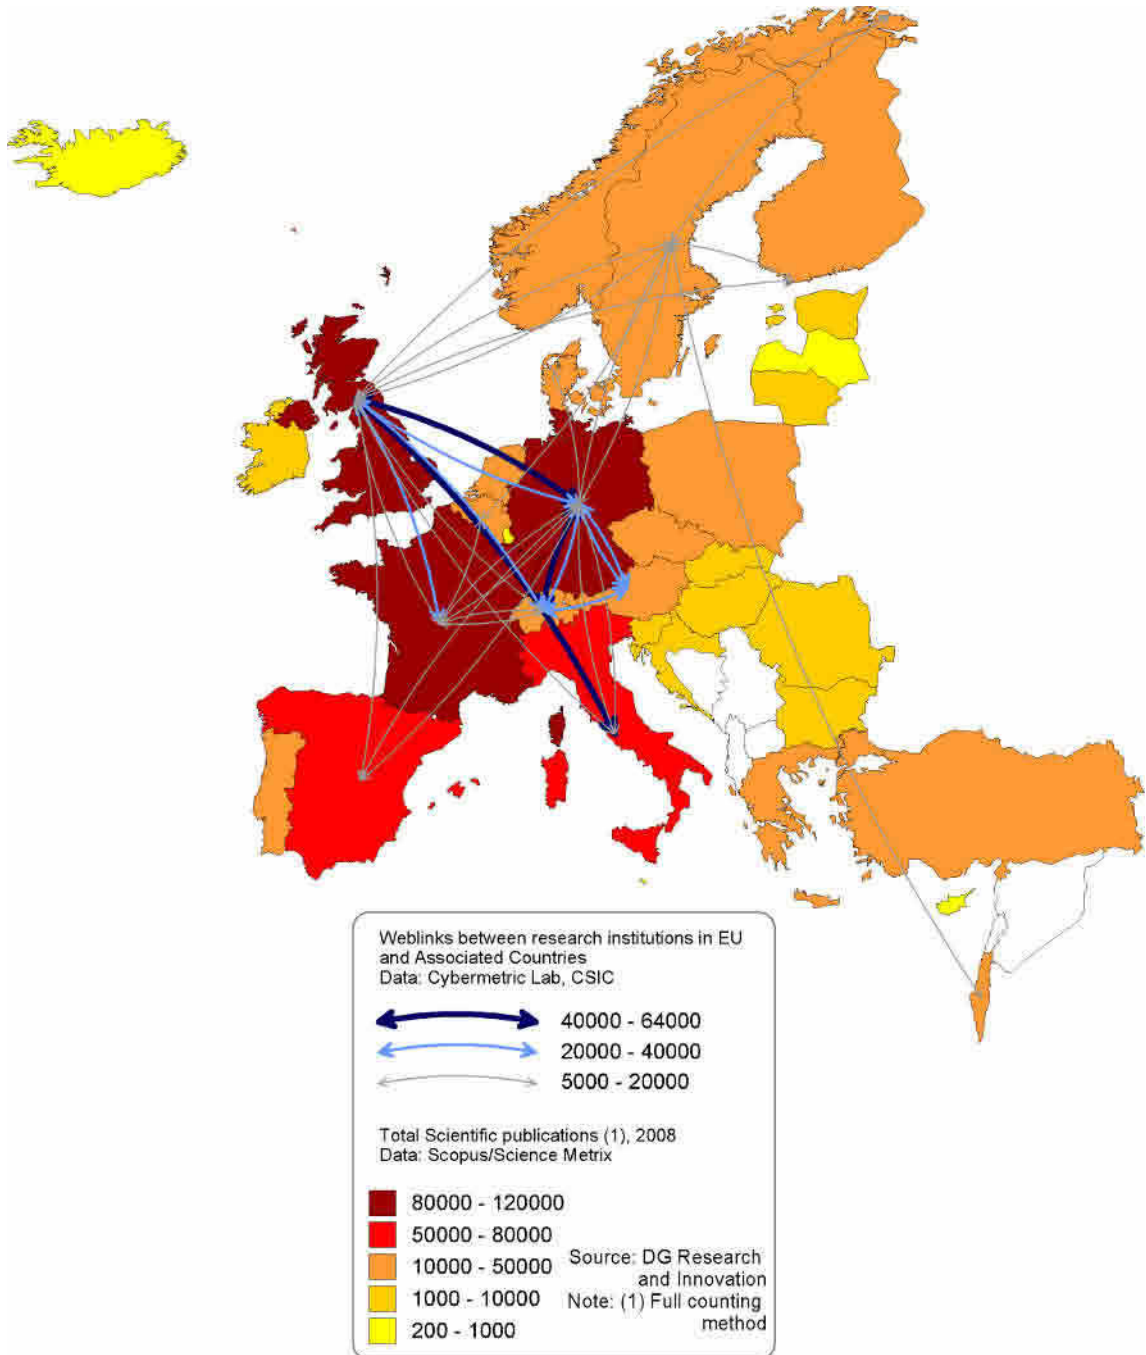 Weblinks between research institutions in EU
and Associated Countries
Data: Cybermetric Lab, CSIC
40000 - 64000
20000 - 40000
5000 - 20000
Total Scientific publications (1), 2008
Data: Scopus/Science Metrix
80000 - 120000
50000 - 80000
10000 - 50000
1000 - 10000
200 - 1000
Source: DG Research
and Innovation
Note: (1) Full counting
method